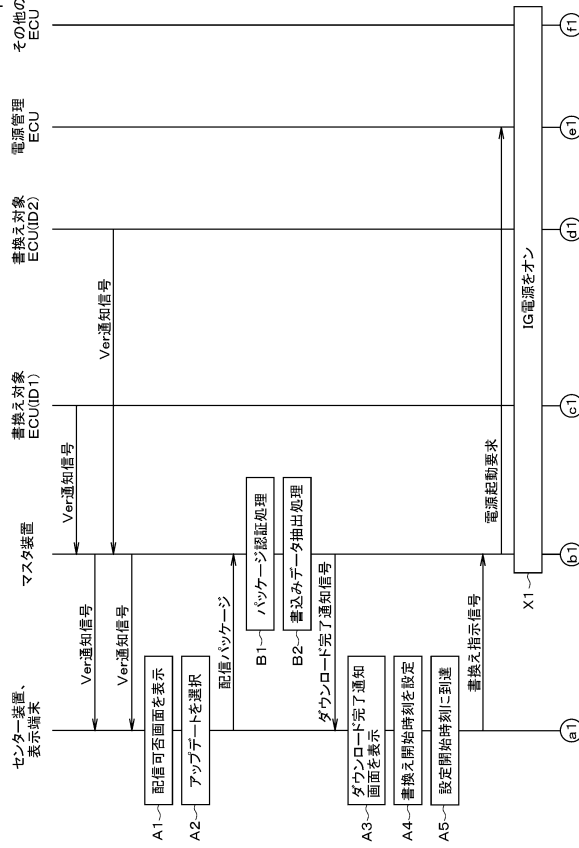 センター装置、
表示端末
マスタ装置
書換え対象
ECU(ID1)
書換え対象
ECU(ID2)
電源管理
ECU
その他の
ECU
Ver通知信号
Ver通知信号
Ver通知信号
Ver通知信号
A1
配信可否画面を表示
A2
アップデートを選択
配信パッケージ
B1
パッケージ認証処理
B2
書込みデータ抽出処理
ダウンロード完了通知信号
A3
ダウンロード完了通知
画面を表示
A4
書換え開始時刻を設定
A5
設定開始時刻に到達
書換え指示信号
電源起動要求
X1
IG電源をオン
a1
b1
c1
d1
e1
f1